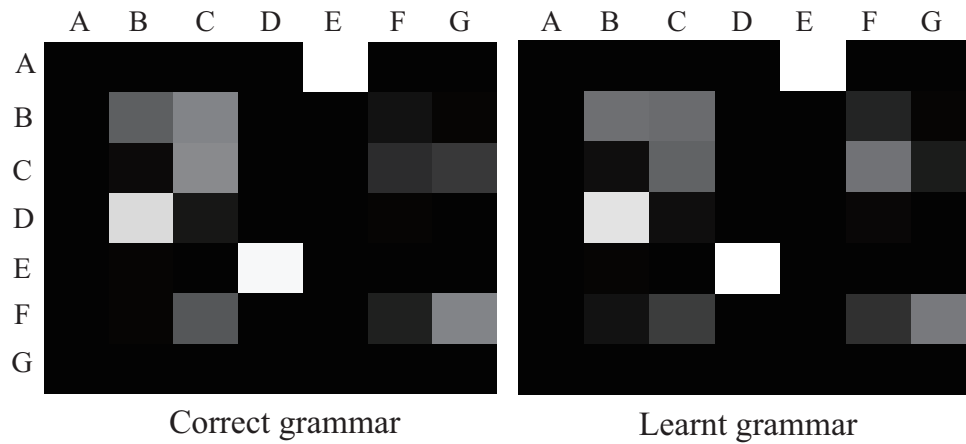 A B C D E F G A B C D E F G
A
B
C
D
E
F
G
Correct grammar Learnt grammar